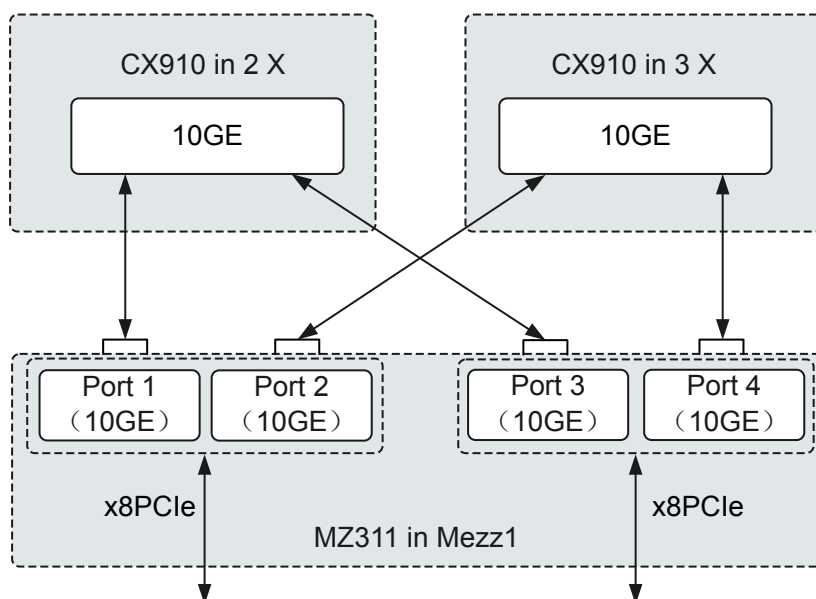 CX910 in 2 X
CX910 in 3 X
10GE
10GE
Port 1
（10GE）
Port 2
（10GE）
Port 3
（10GE）
Port 4
（10GE）
x8PCIe
x8PCIe
MZ311 in Mezz1